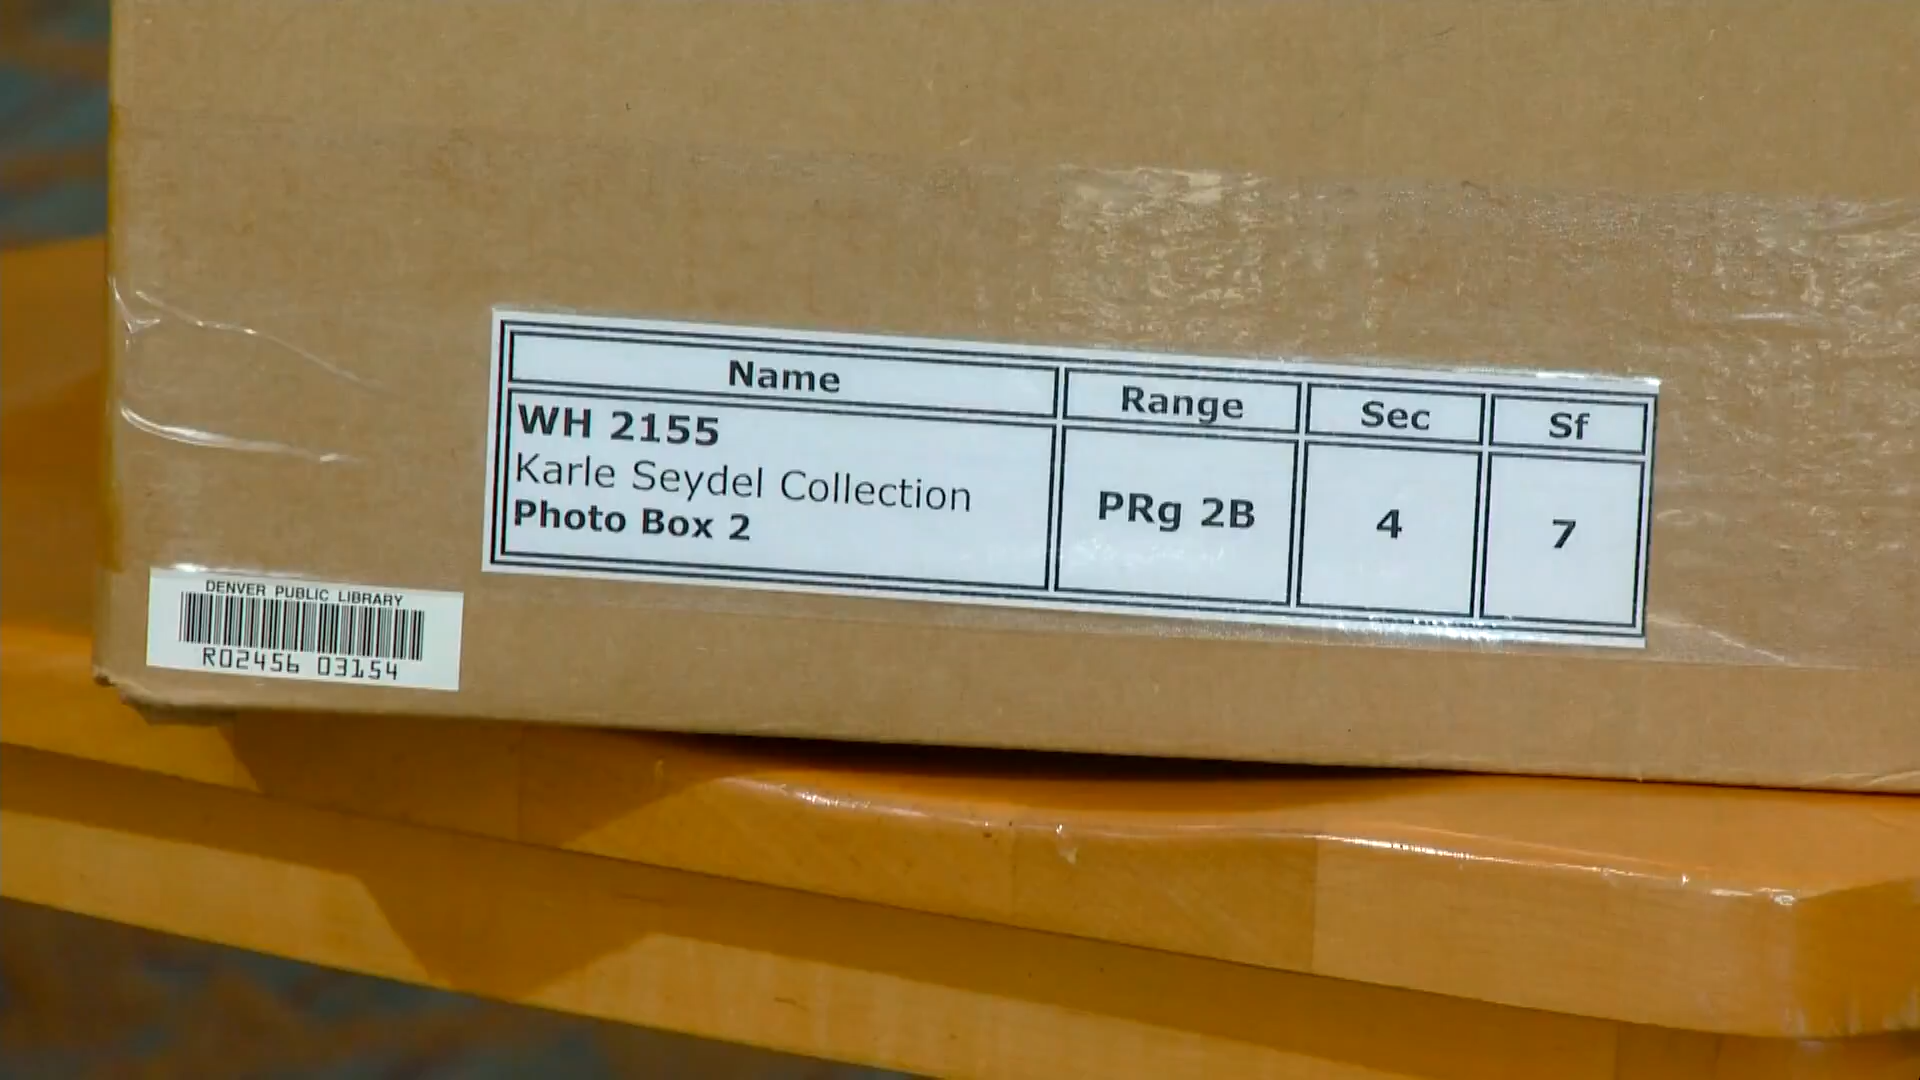 Name Range Sec Sf
WH 2155
Karle Seydel Collection
Photo Box 2
PRg 2B 4 7
DENVER PUBLIC LIBRARY
R02456 03154